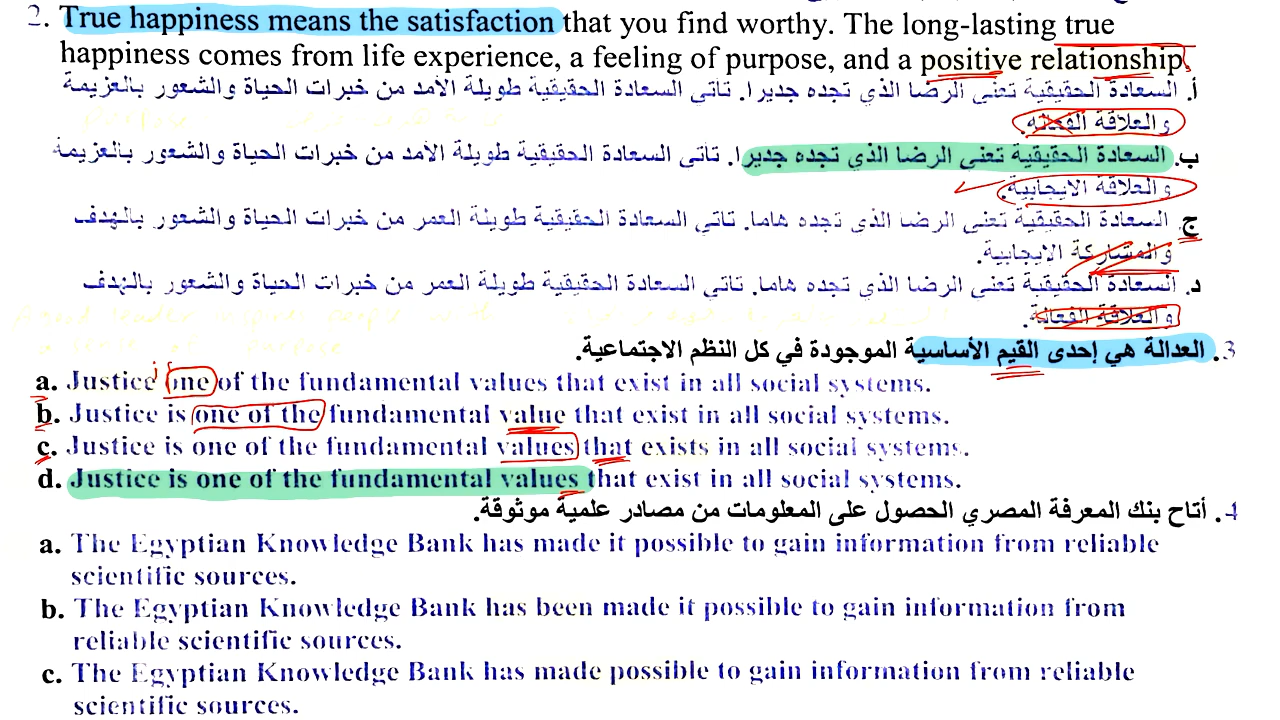 2. True happiness means the satisfaction that you find worthy. The long-lasting true
happiness comes from life experience, a feeling of purpose, and a positive relationship.
أ. السعادة الحقيقية تعنى الرضا الذي تجده جديرا. تأتى السعادة الحقيقية طويلة الأمد من خبرات الحياة والشعور بالعزيمة
والعلاقة الفعالة.
ب. السعادة الحقيقية تعنى الرضا الذي تجده جديرا. تأتى السعادة الحقيقية طويلة الأمد من خبرات الحياة والشعور بالعزيمة
والعلاقة الايجابية.
ج. السعادة الحقيقية تعنى الرضا الذى تجده هاما. تأتى السعادة الحقيقية طويلة العمر من خبرات الحياة والشعور بالهدف
والمشاركة الايجابية.
د. السعادة الحقيقية تعنى الرضا الذي تجده هاما. تأتى السعادة الحقيقية طويلة العمر من خبرات الحياة والشعور بالهدف
والعلاقة الفعالة.
3. العدالة هي إحدى القيم الأساسية الموجودة في كل النظم الاجتماعية.
a. Justice one of the fundamental values that exist in all social systems.
b. Justice is one of the fundamental value that exist in all social systems.
c. Justice is one of the fundamental values that exists in all social systems.
d. Justice is one of the fundamental values that exist in all social systems.
4. أتاح بنك المعرفة المصري الحصول على المعلومات من مصادر علمية موثوقة.
a. The Egyptian Knowledge Bank has made it possible to gain information from reliable
scientific sources.
b. The Egyptian Knowledge Bank has been made it possible to gain information from
reliable scientific sources.
c. The Egyptian Knowledge Bank has made possible to gain information from reliable
scientific sources.